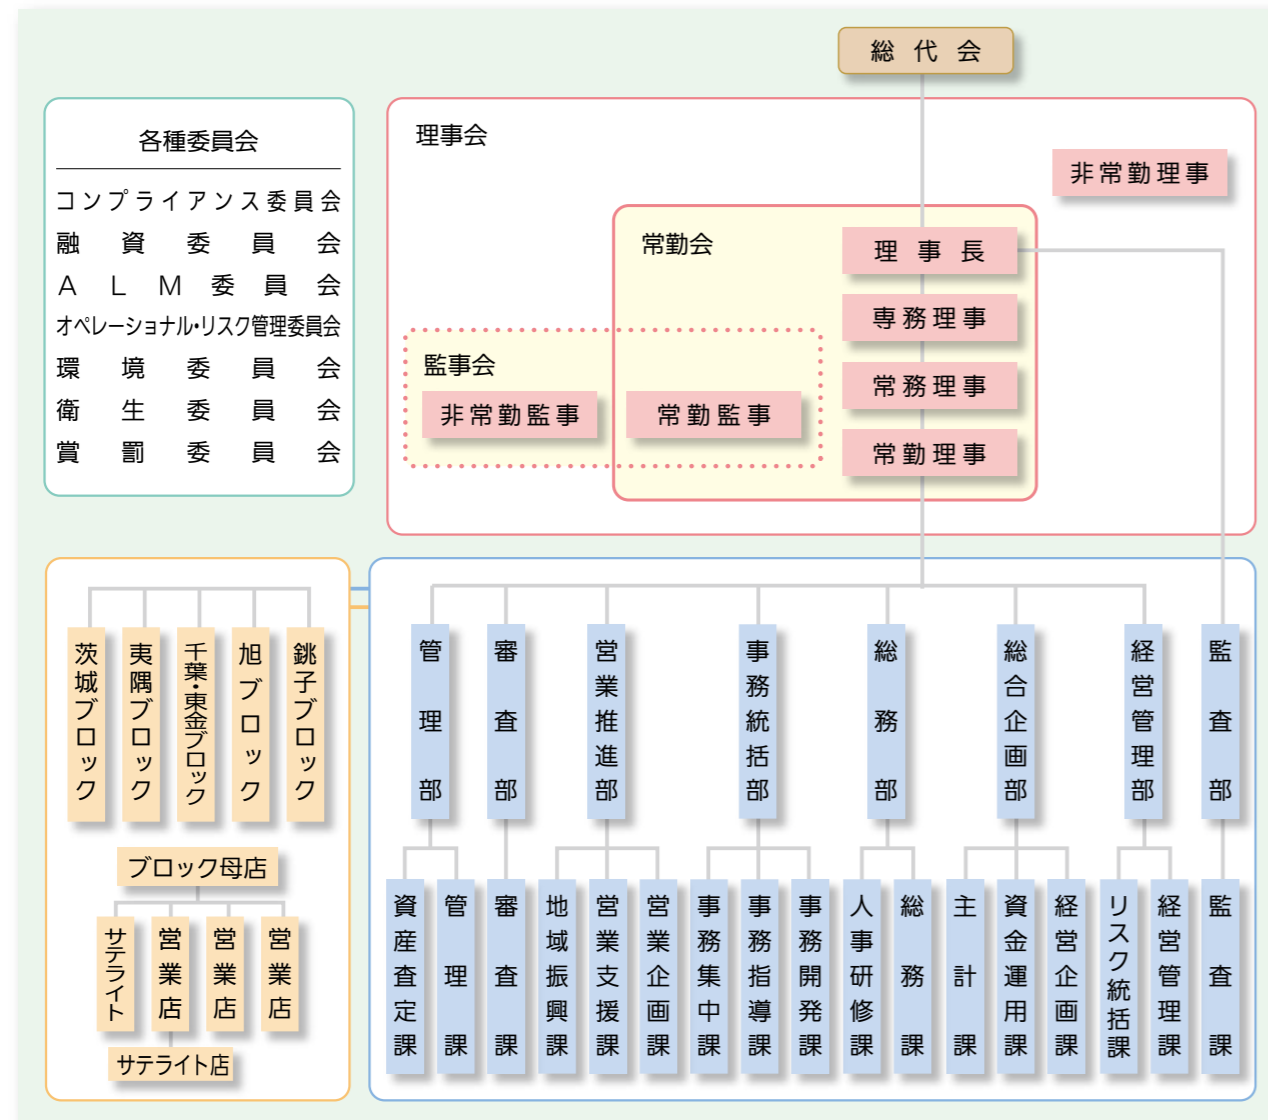 総代会
各種委員会
コンプライアンス委員会
融資委員会
ALM委員会
オペレーショナル・リスク管理委員会
環境委員会
衛生委員会
賞罰委員会
理事会
非常勤理事
常勤会
理事長
専務理事
常務理事
常勤理事
監事会
非常勤監事
常勤監事
茨城ブロック
夷隅ブロック
千葉・東金ブロック
旭ブロック
銚子ブロック
ブロック母店
サテライト
営業店
営業店
営業店
サテライト店
管理部
審査部
営業推進部
事務統括部
総務部
総合企画部
経営管理部
監査部
資産査定課
管理課
審査課
地域振興課
営業支援課
営業企画課
事務集中課
事務指導課
事務開発課
人事研修課
総務課
主計課
資金運用課
経営企画課
リスク統括課
経営管理課
監査課